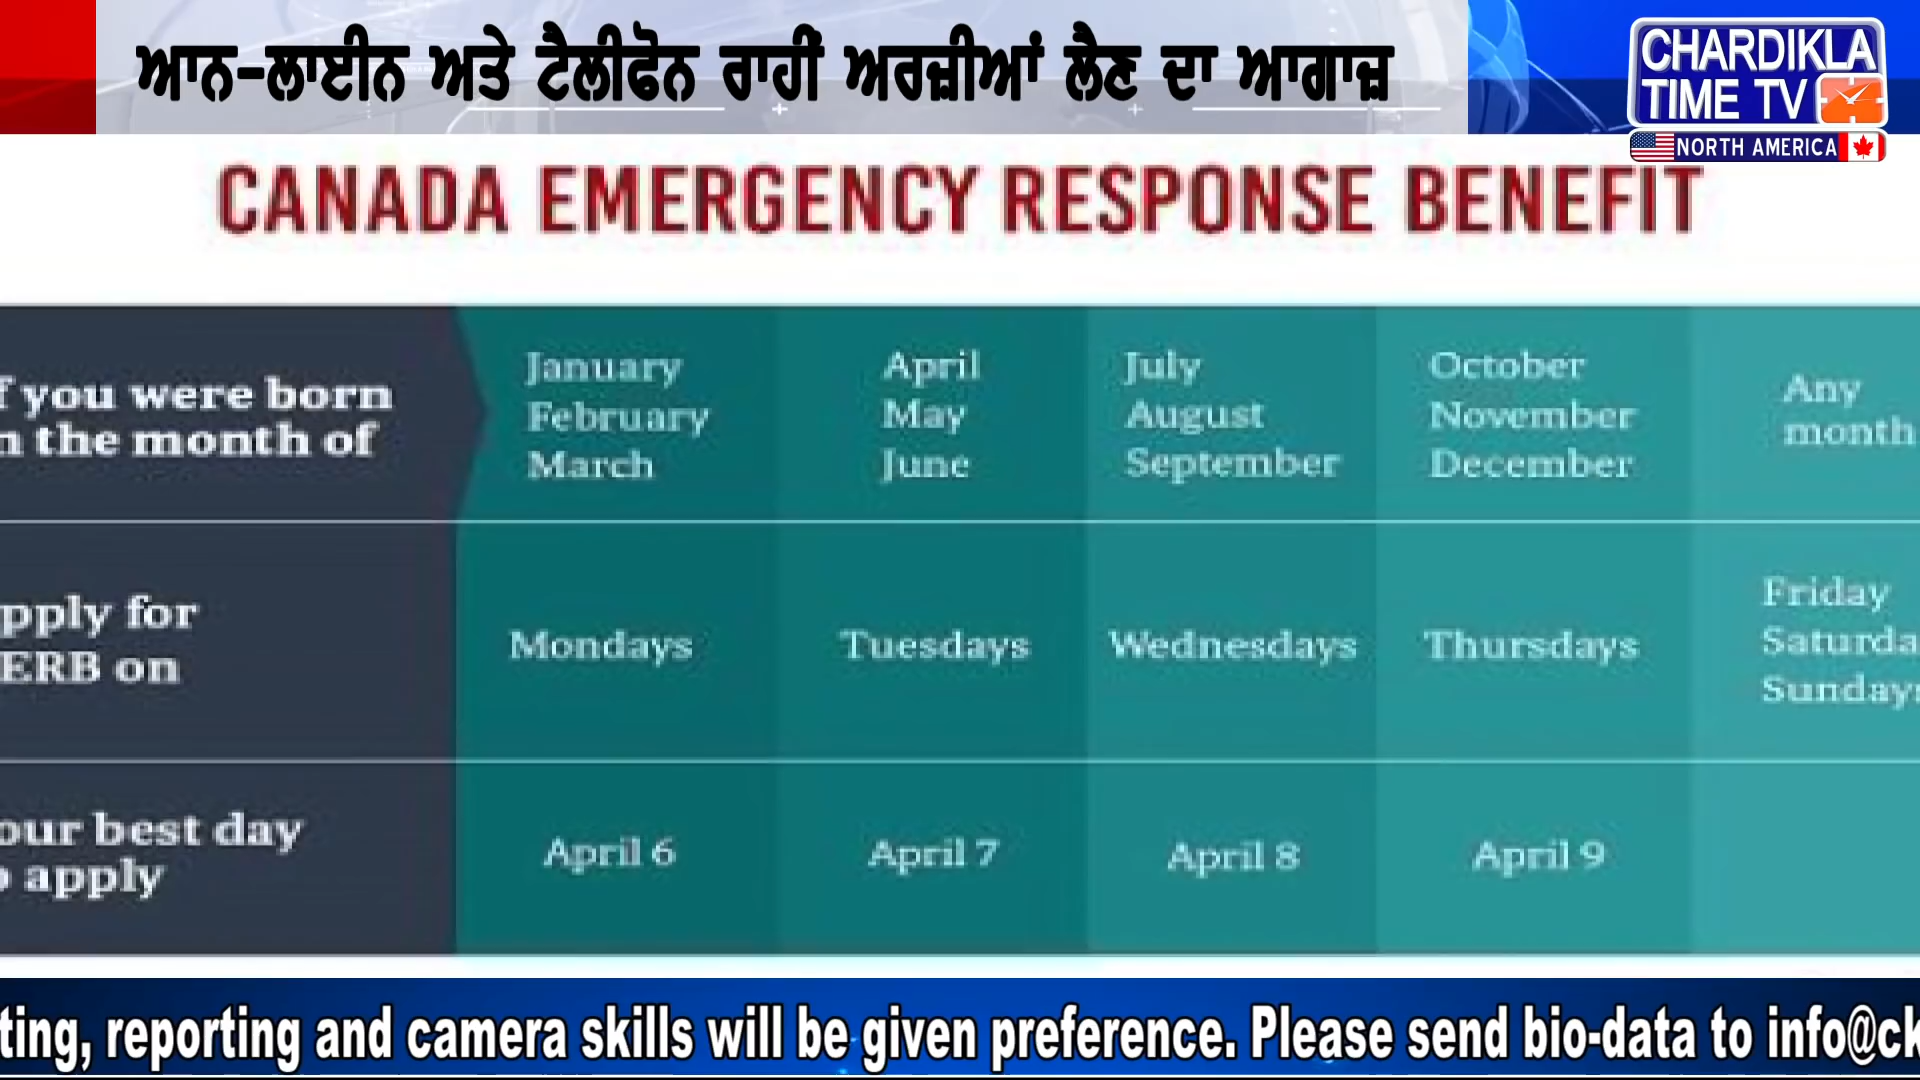 ਆਨ-ਲਾਈਨ ਅਤੇ ਟੈਲੀਫੋਨ ਰਾਹੀਂ ਅਰਜ਼ੀਆਂ ਲੈਣ ਦਾ ਆਗਾਜ਼
CHARDIKLA
TIME TV
NORTH AMERICA
CANADA EMERGENCY RESPONSE BENEFIT
f you were born
n the month of
January
February
March
April
May
June
July
August
September
October
November
December
Any
month
pply for
ERB on
Mondays
Tuesdays
Wednesdays
Thursdays
Friday
Saturda
Sundays
our best day
o apply
April 6
April 7
April 8
April 9
ting, reporting and camera skills will be given preference. Please send bio-data to info@ck